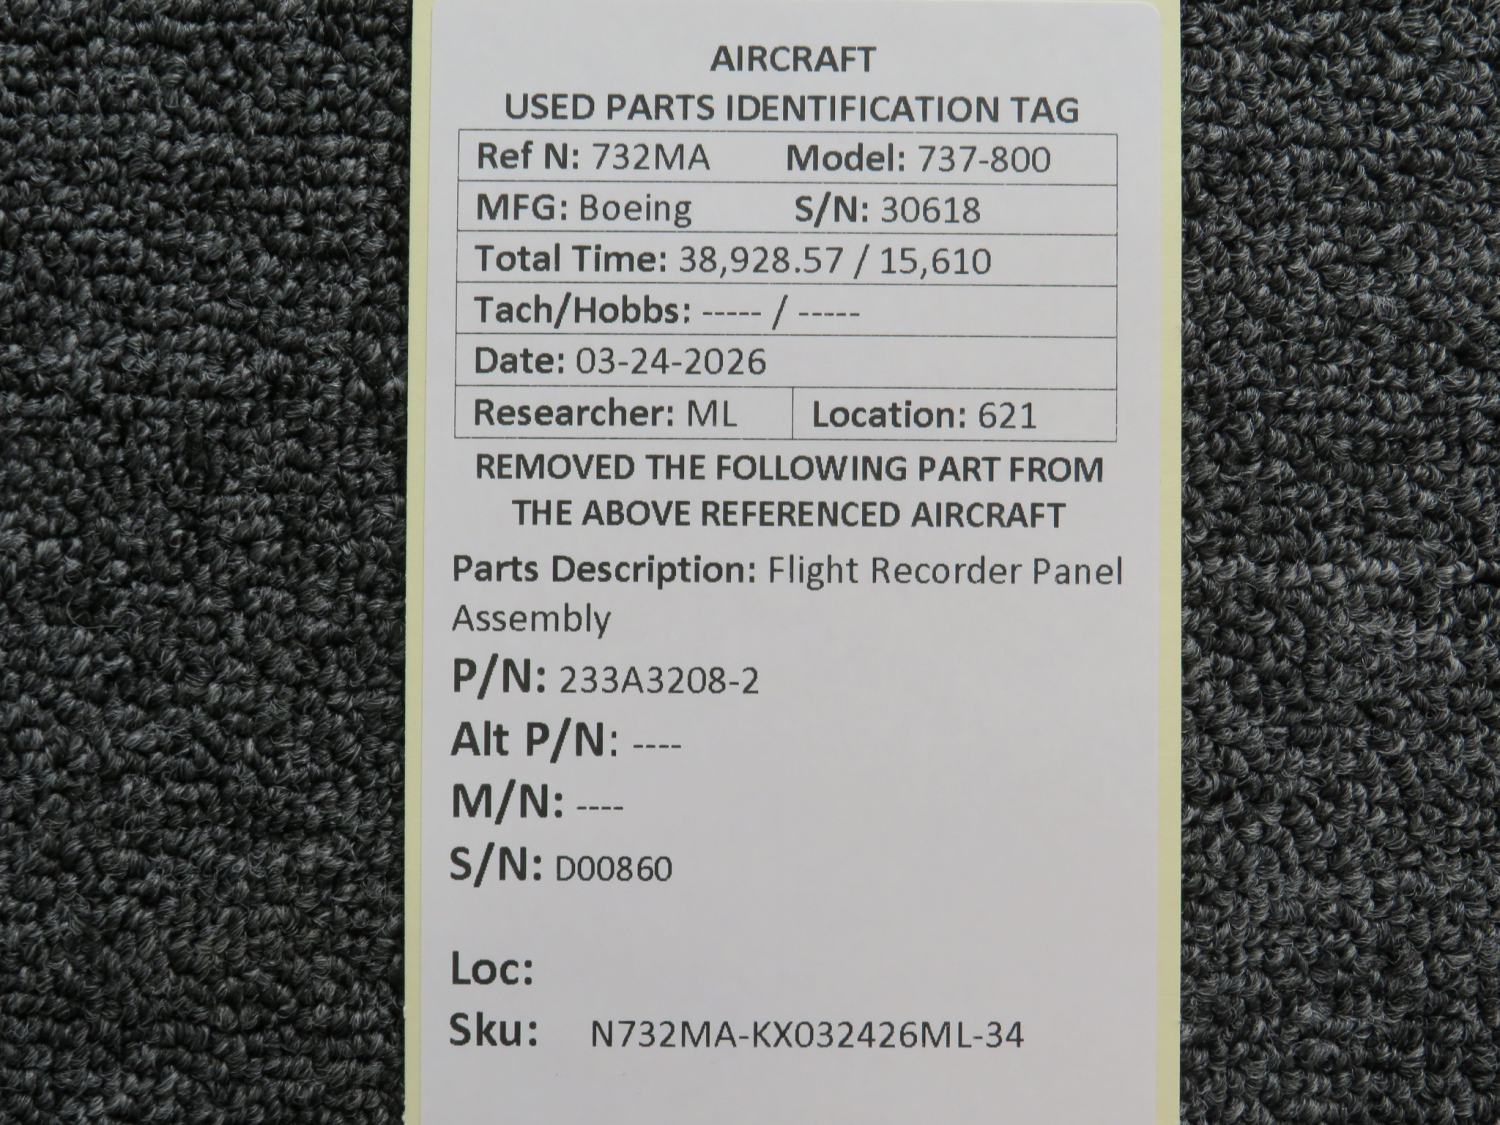 AIRCRAFT
USED PARTS IDENTIFICATION TAG
Ref N: 732MA Model: 737-800
MFG: Boeing S/N: 30618
Total Time: 38,928.57 / 15,610
Tach/Hobbs: ----- / -----
Date: 03-24-2026
Researcher: ML Location: 621
REMOVED THE FOLLOWING PART FROM
THE ABOVE REFERENCED AIRCRAFT
Parts Description: Flight Recorder Panel
Assembly
P/N: 233A3208-2
Alt P/N: ----
M/N: ----
S/N: D00860
Loc:
Sku: N732MA-KX032426ML-34